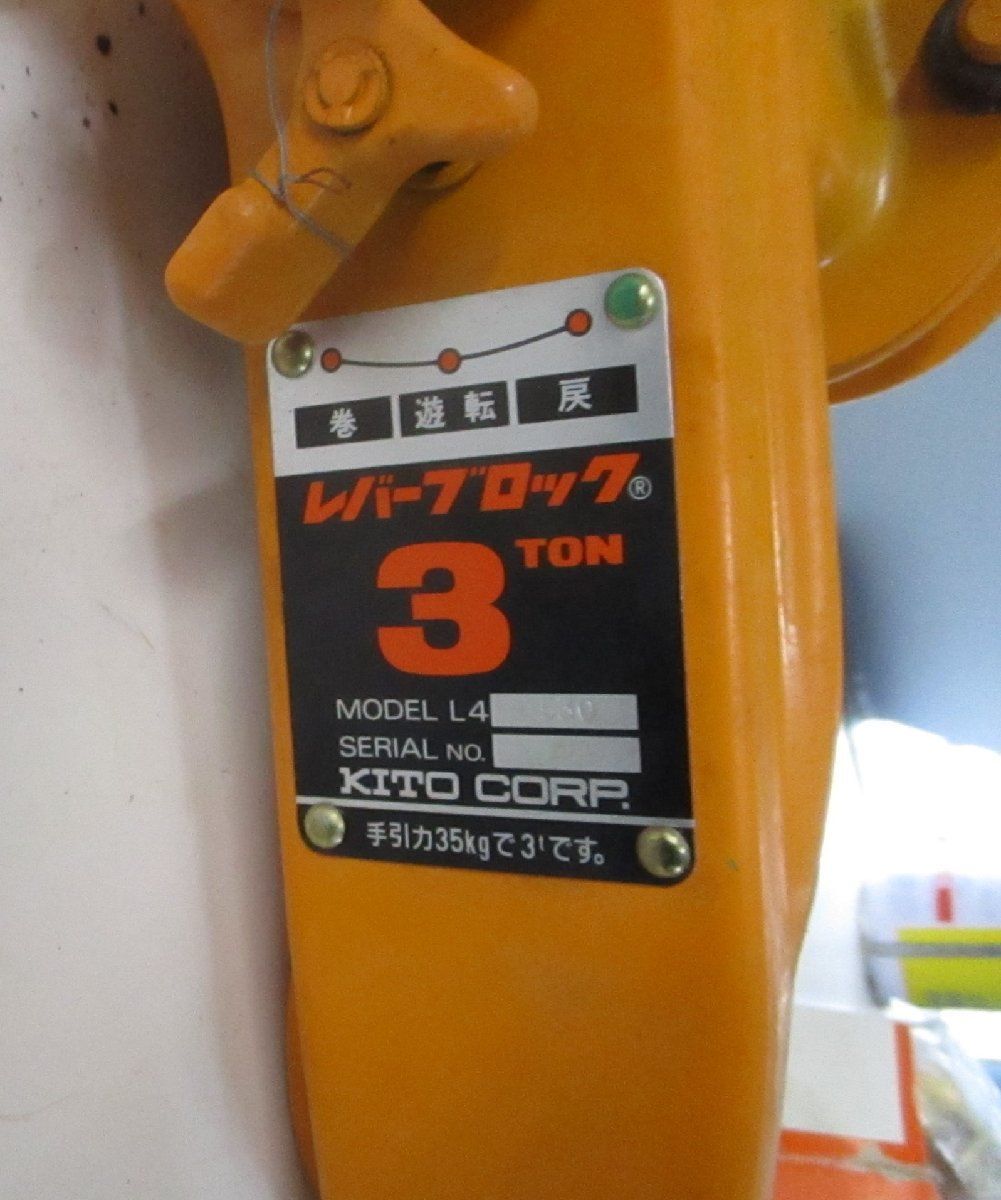 巻 遊転 戻
レバーブロック®
3 TON
MODEL L4
SERIAL NO.
KITO CORP.
手引力35kgで3tです。